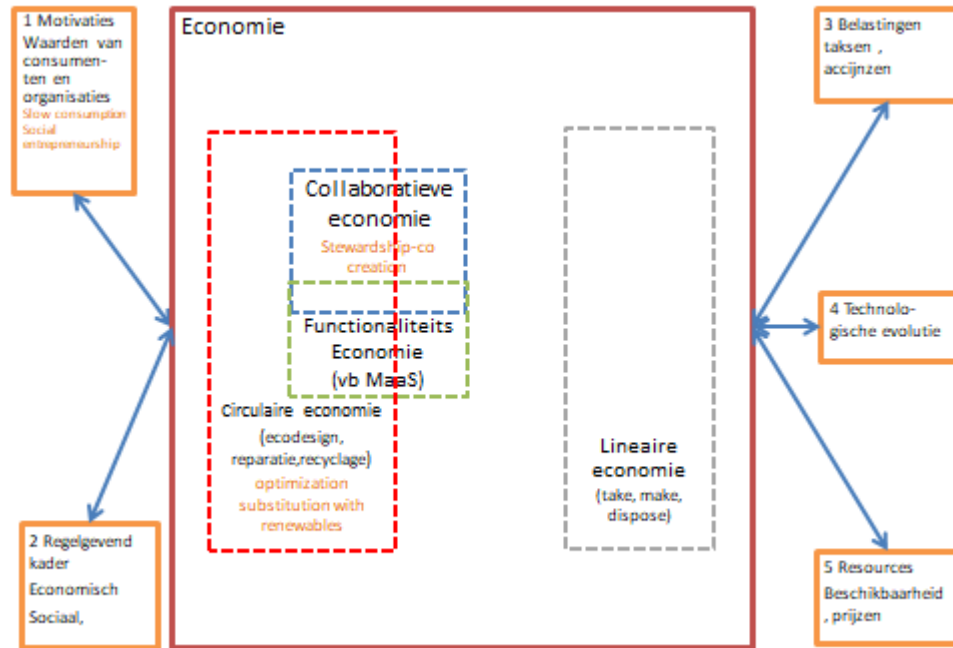 1 Motivaties
Waarden van
consumen-
ten en
organisaties
Slow consumption
Social
entrepreneurship
2 Regelgevend
kader
Economisch
Sociaal,
Economie
Collaboratieve
economie
Stewardship-co
creation
Functionaliteits
Economie
(vb MaaS)
Circulaire economie
(ecodesign,
reparatie,recyclage)
optimization
substitution with
renewables
Lineaire
economie
(take, make,
dispose)
3 Belastingen
taksen ,
accijnzen
4 Technolo-
gische evolutie
5 Resources
Beschikbaarheid
, prijzen